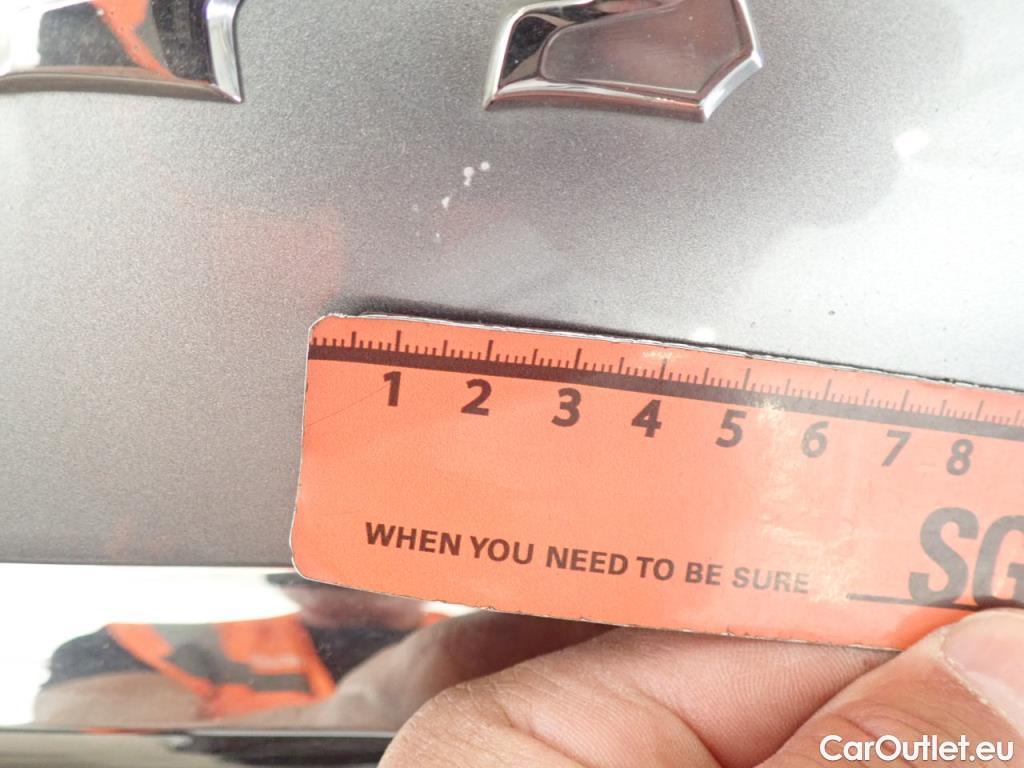 1 2 3 4 5 6 7 8
WHEN YOU NEED TO BE SURE
SG
CarOutlet.eu